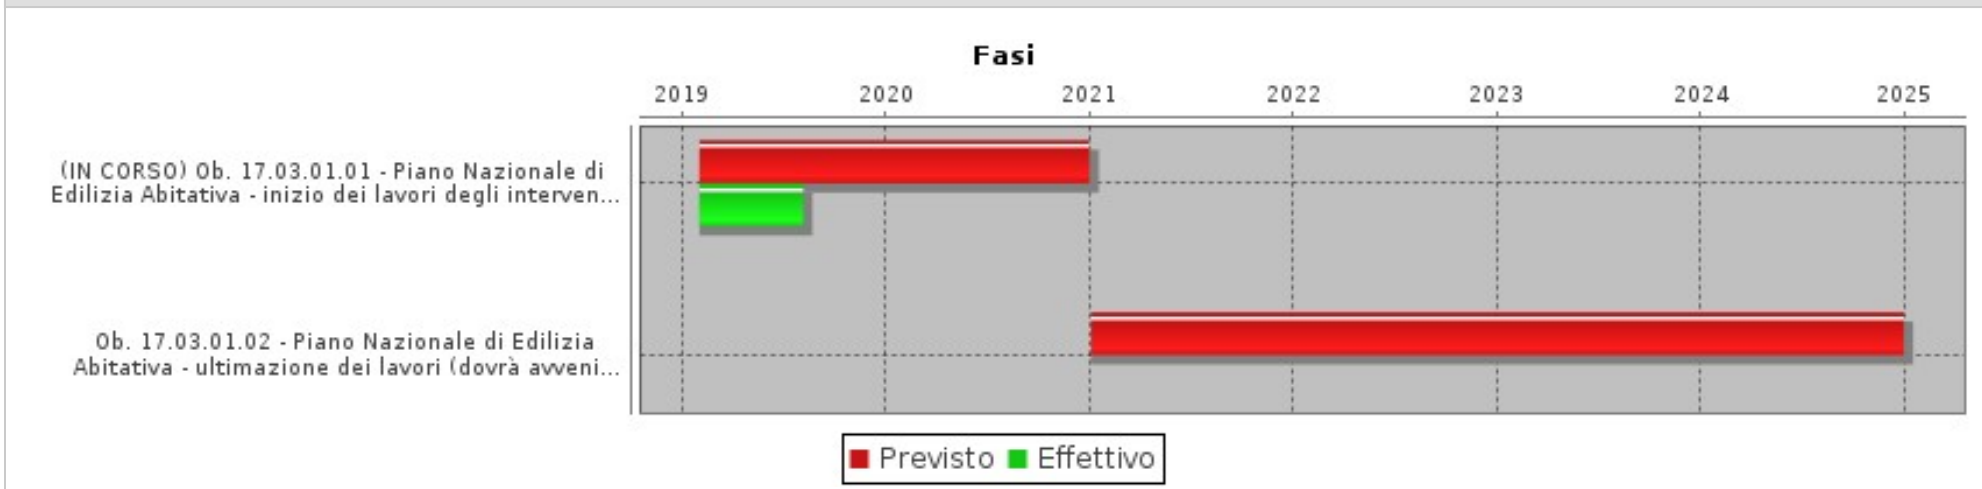 Fasi
2019 2020 2021 2022 2023 2024 2025
(IN CORSO) Ob. 17.03.01.01 - Piano Nazionale di
Edilizia Abitativa - inizio dei lavori degli interven...
Ob. 17.03.01.02 - Piano Nazionale di Edilizia
Abitativa - ultimazione dei lavori (dovrà avveni...
Previsto Effettivo